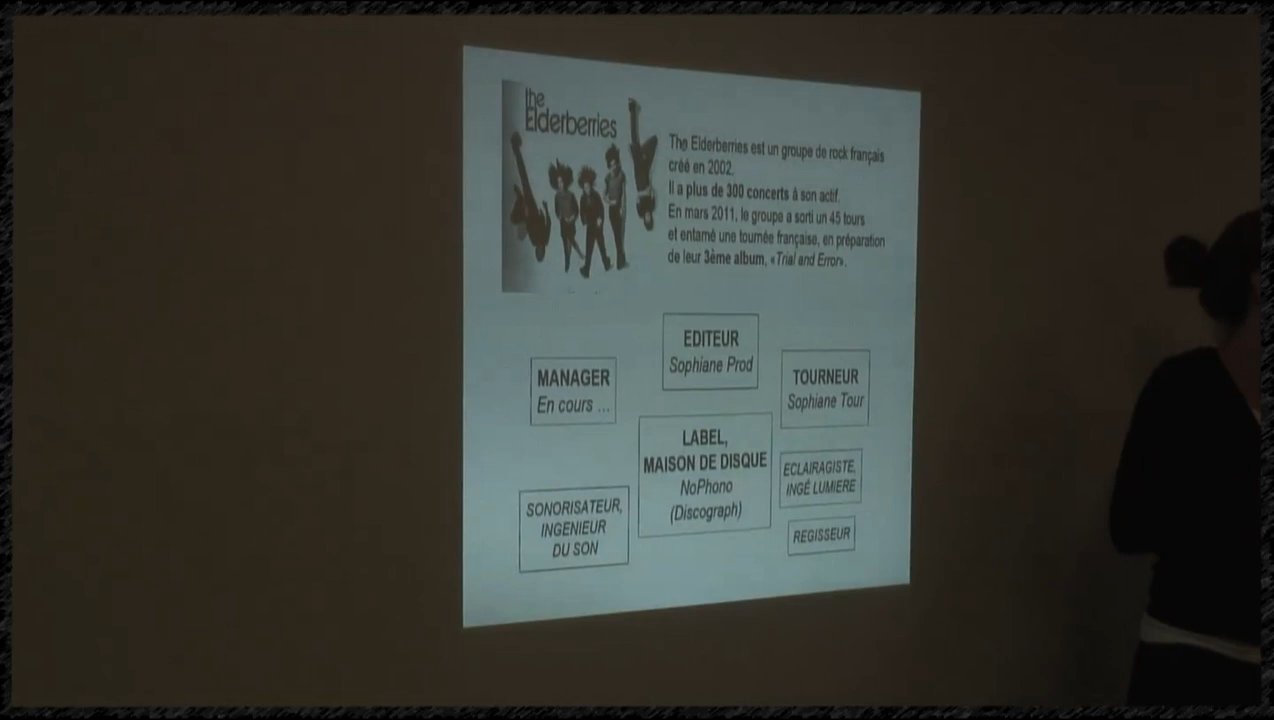 the
Elderberries
The Elderberries est un groupe de rock français
créé en 2002.
Il a plus de 300 concerts à son actif.
En mars 2011, le groupe a sorti un 45 tours
et entamé une tournée française, en préparation
de leur 3ème album, «Trial and Error».
EDITEUR
Sophiane Prod
MANAGER
En cours ...
TOURNEUR
Sophiane Tour
LABEL,
MAISON DE DISQUE
NoPhono
(Discograph)
ECLAIRAGISTE,
INGÉ LUMIERE
SONORISATEUR,
INGENIEUR
DU SON
REGISSEUR